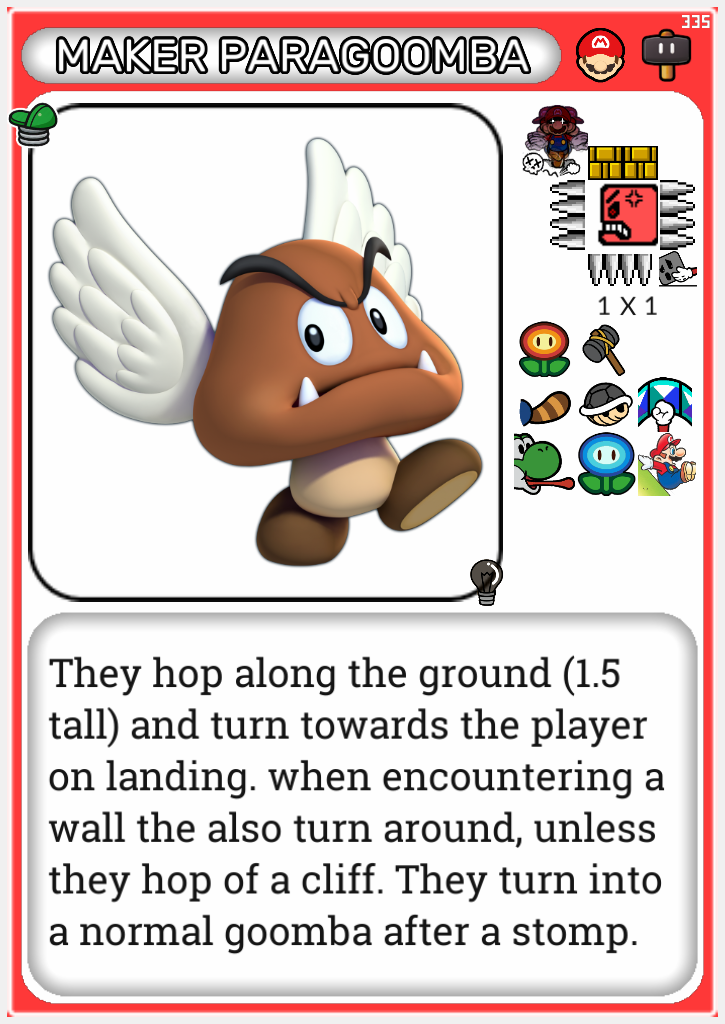 335
MAKER PARAGOOMBA
1 X 1
They hop along the ground (1.5
tall) and turn towards the player
on landing. when encountering a
wall the also turn around, unless
they hop of a cliff. They turn into
a normal goomba after a stomp.